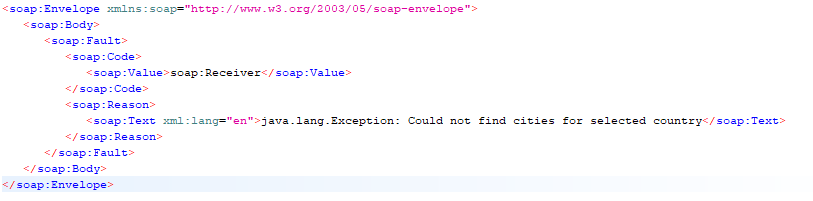 <soap:Envelope xmlns:soap="http://www.w3.org/2003/05/soap-envelope">
   <soap:Body>
      <soap:Fault>
         <soap:Code>
            <soap:Value>soap:Receiver</soap:Value>
         </soap:Code>
         <soap:Reason>
            <soap:Text xml:lang="en">java.lang.Exception: Could not find cities for selected country</soap:Text>
         </soap:Reason>
      </soap:Fault>
   </soap:Body>
</soap:Envelope>